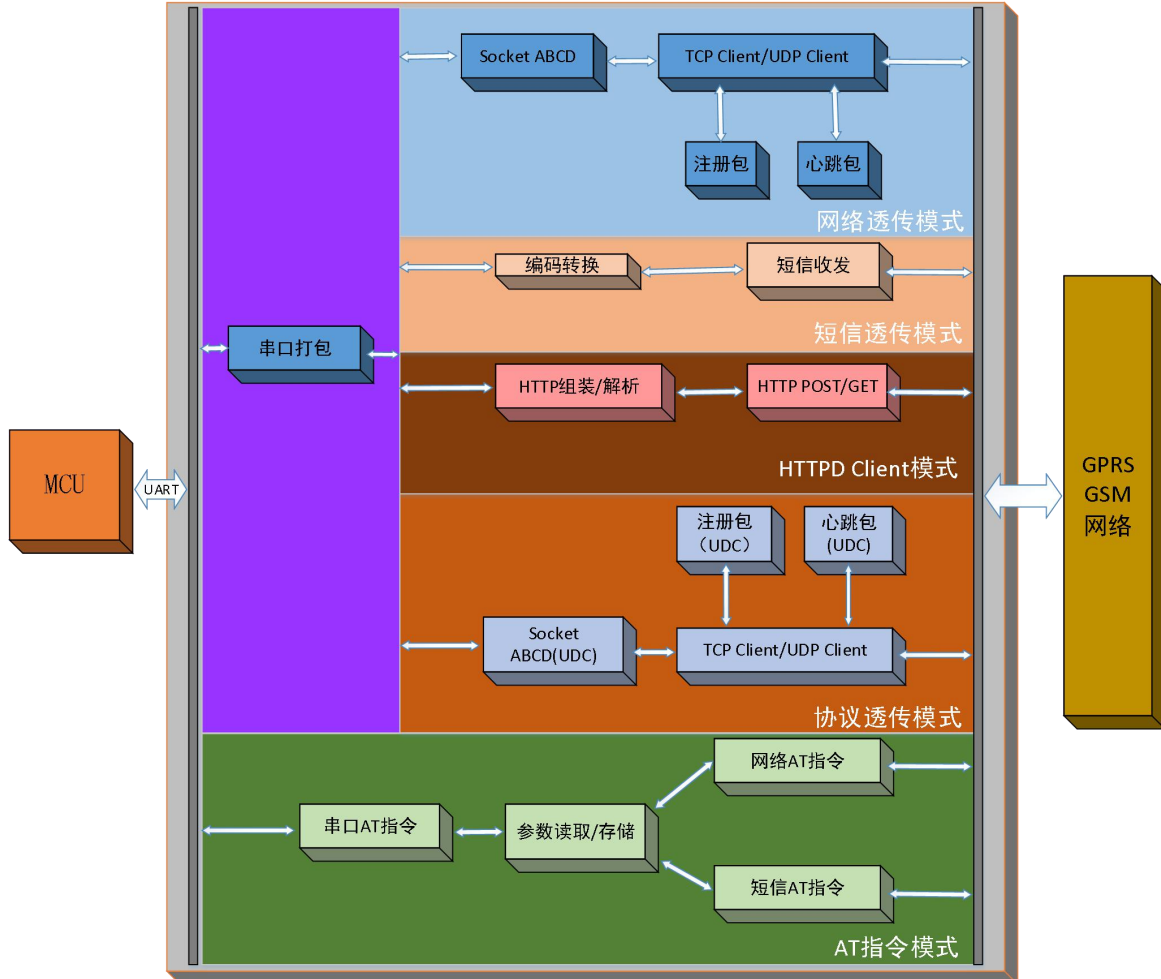 Socket ABCD
TCP Client/UDP Client
注册包
心跳包
网络透传模式
编码转换
短信收发
短信透传模式
串口打包
HTTP组装/解析
HTTP POST/GET
HTTPD Client模式
MCU
UART
GPRS
GSM
网络
注册包
（UDC）
心跳包
(UDC)
Socket
ABCD(UDC)
TCP Client/UDP Client
协议透传模式
网络AT指令
串口AT指令
参数读取/存储
短信AT指令
AT指令模式